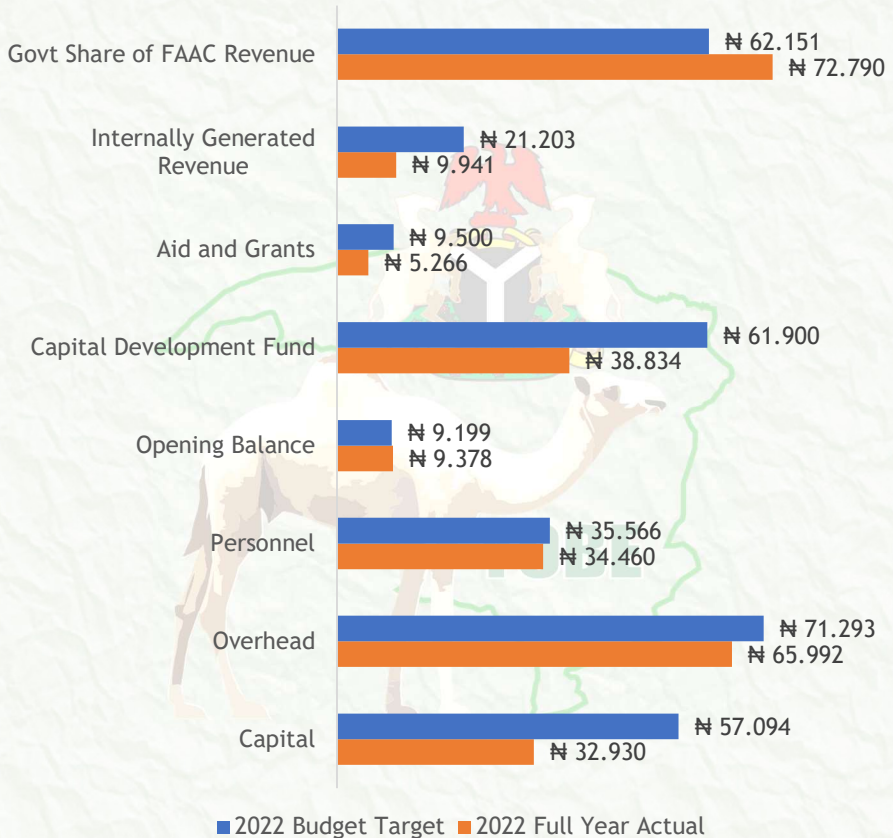 Govt Share of FAAC Revenue
₦ 62.151
₦ 72.790
Internally Generated
Revenue
₦ 21.203
₦ 9.941
Aid and Grants
₦ 9.500
₦ 5.266
Capital Development Fund
₦ 61.900
₦ 38.834
Opening Balance
₦ 9.199
₦ 9.378
Personnel
₦ 35.566
₦ 34.460
YOBE
Overhead
₦ 71.293
₦ 65.992
Capital
₦ 57.094
₦ 32.930
2022 Budget Target 2022 Full Year Actual